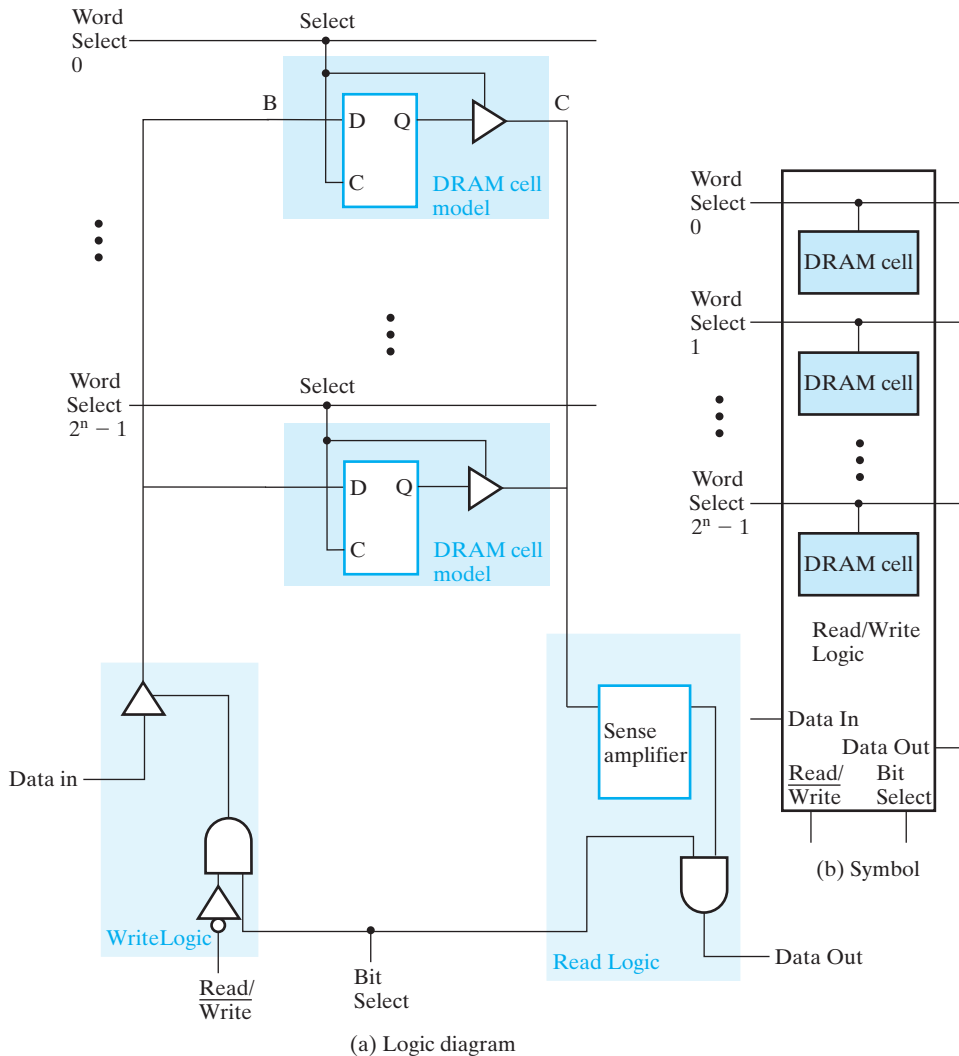 Word
Select
0
Select
B
C
D Q
C
DRAM cell
model
Word
Select
2ⁿ − 1
Select
D Q
C
DRAM cell
model
Sense
amplifier
Data in
WriteLogic
Read/
Write
Bit
Select
Read Logic
Data Out
(a) Logic diagram
Word
Select
0
DRAM cell
Word
Select
1
DRAM cell
Word
Select
2ⁿ − 1
DRAM cell
Read/Write
Logic
Data In
Data Out
Read/
Write
Bit
Select
(b) Symbol